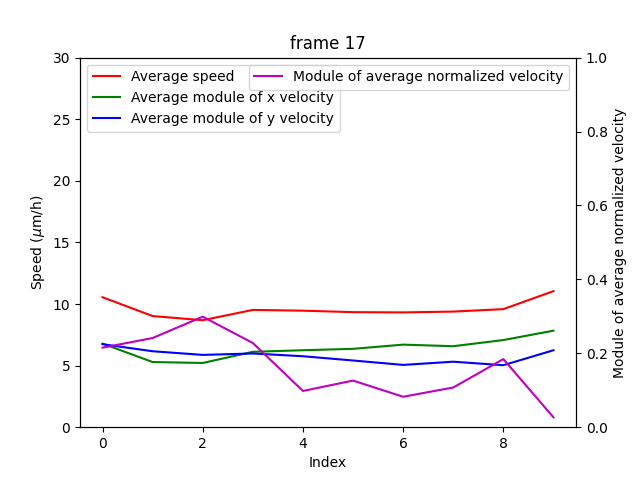 frame 17
Average speed
Average module of x velocity
Average module of y velocity
Module of average normalized velocity
30
25
20
15
10
5
0
Speed (μm/h)
1.0
0.8
0.6
0.4
0.2
0.0
Module of average normalized velocity
0 2 4 6 8
Index